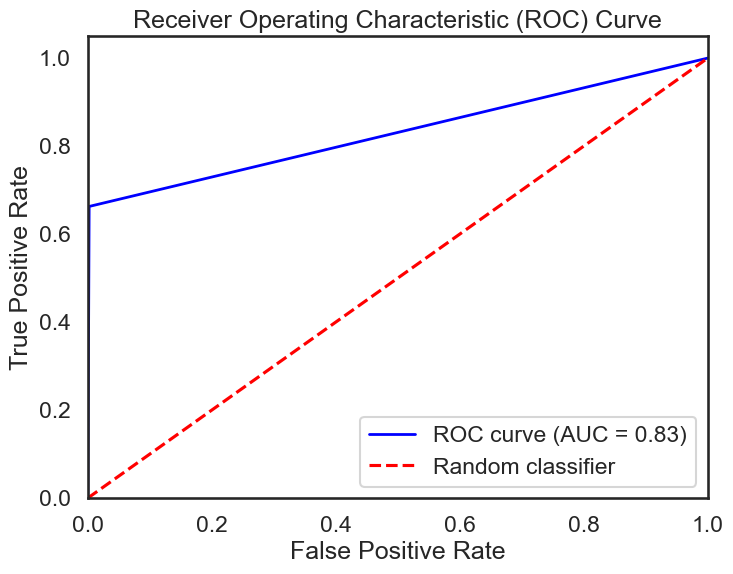 Receiver Operating Characteristic (ROC) Curve
True Positive Rate
1.0
0.8
0.6
0.4
0.2
0.0
ROC curve (AUC = 0.83)
Random classifier
0.0 0.2 0.4 0.6 0.8 1.0
False Positive Rate